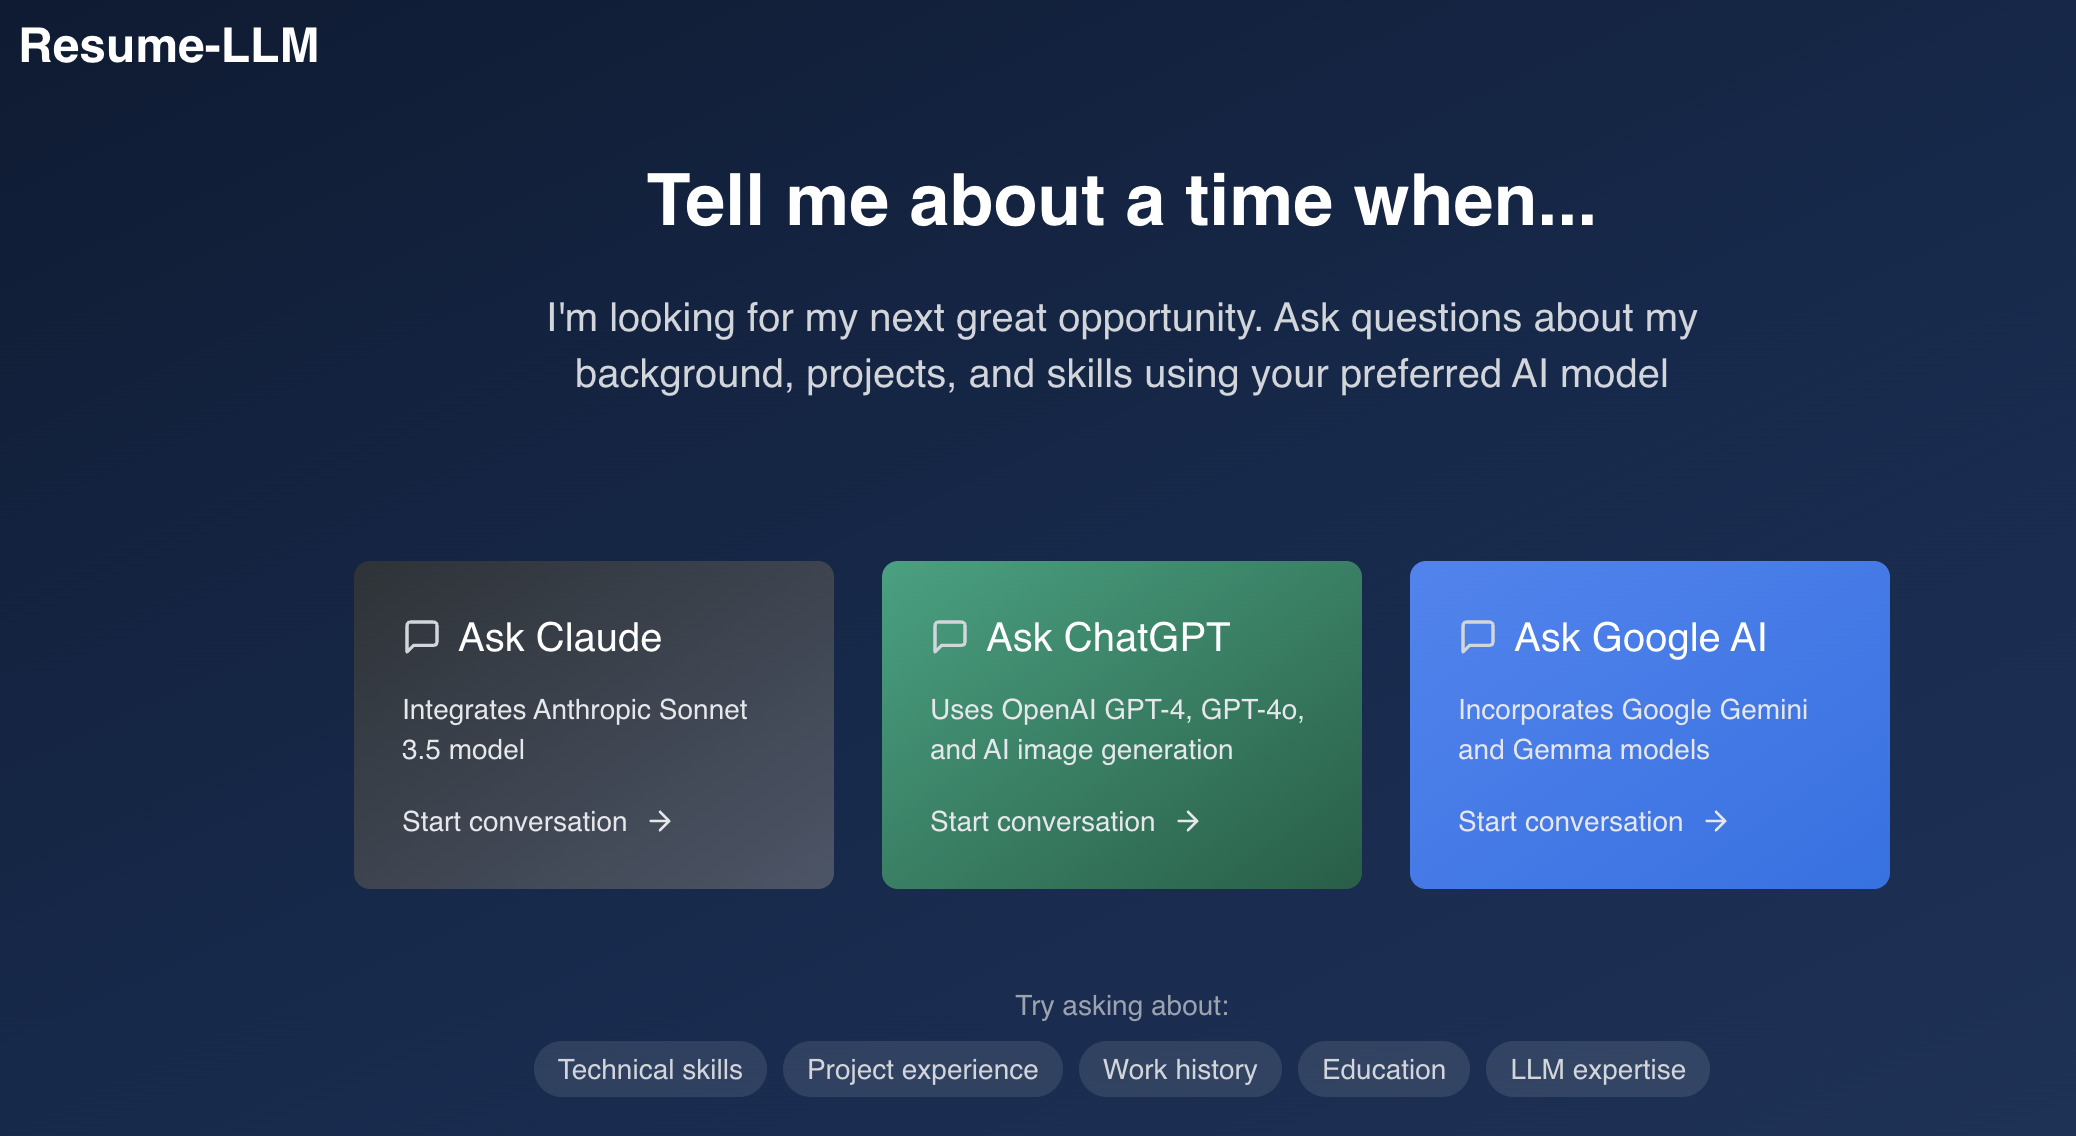 Resume-LLM
Tell me about a time when...
I'm looking for my next great opportunity. Ask questions about my
background, projects, and skills using your preferred AI model
Ask Claude
Integrates Anthropic Sonnet
3.5 model
Start conversation →
Ask ChatGPT
Uses OpenAI GPT-4, GPT-4o,
and AI image generation
Start conversation →
Ask Google AI
Incorporates Google Gemini
and Gemma models
Start conversation →
Try asking about:
Technical skills
Project experience
Work history
Education
LLM expertise